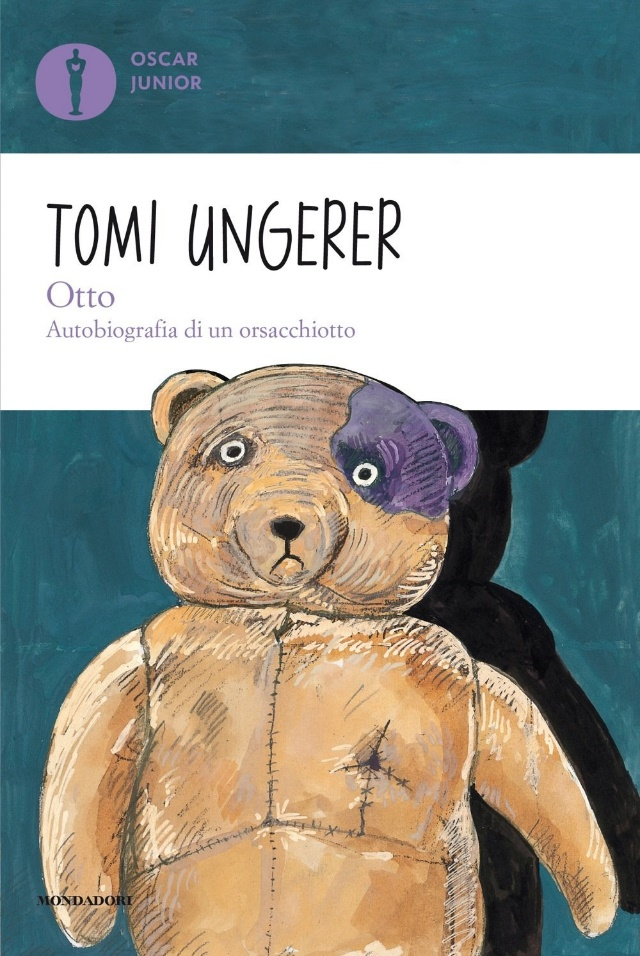 OSCAR
JUNIOR
TOMI UNGERER
Otto
Autobiografia di un orsacchiotto
MONDADORI